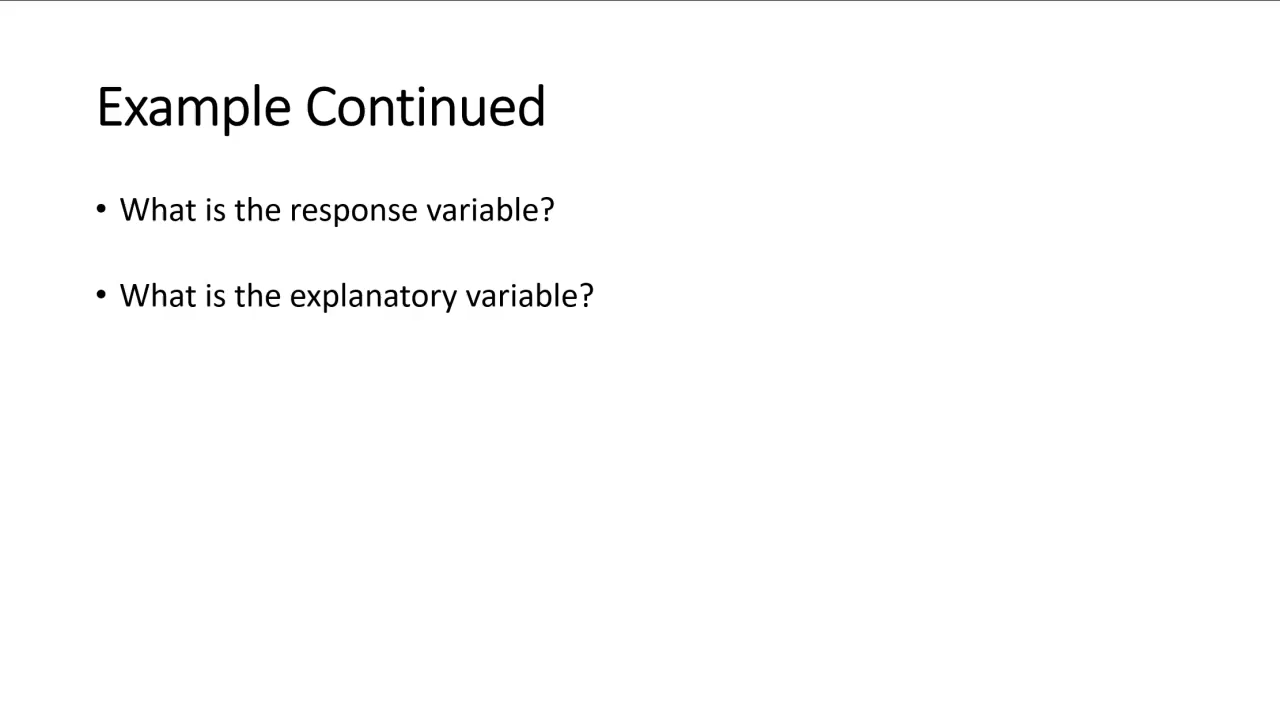 Example Continued
• What is the response variable?
• What is the explanatory variable?